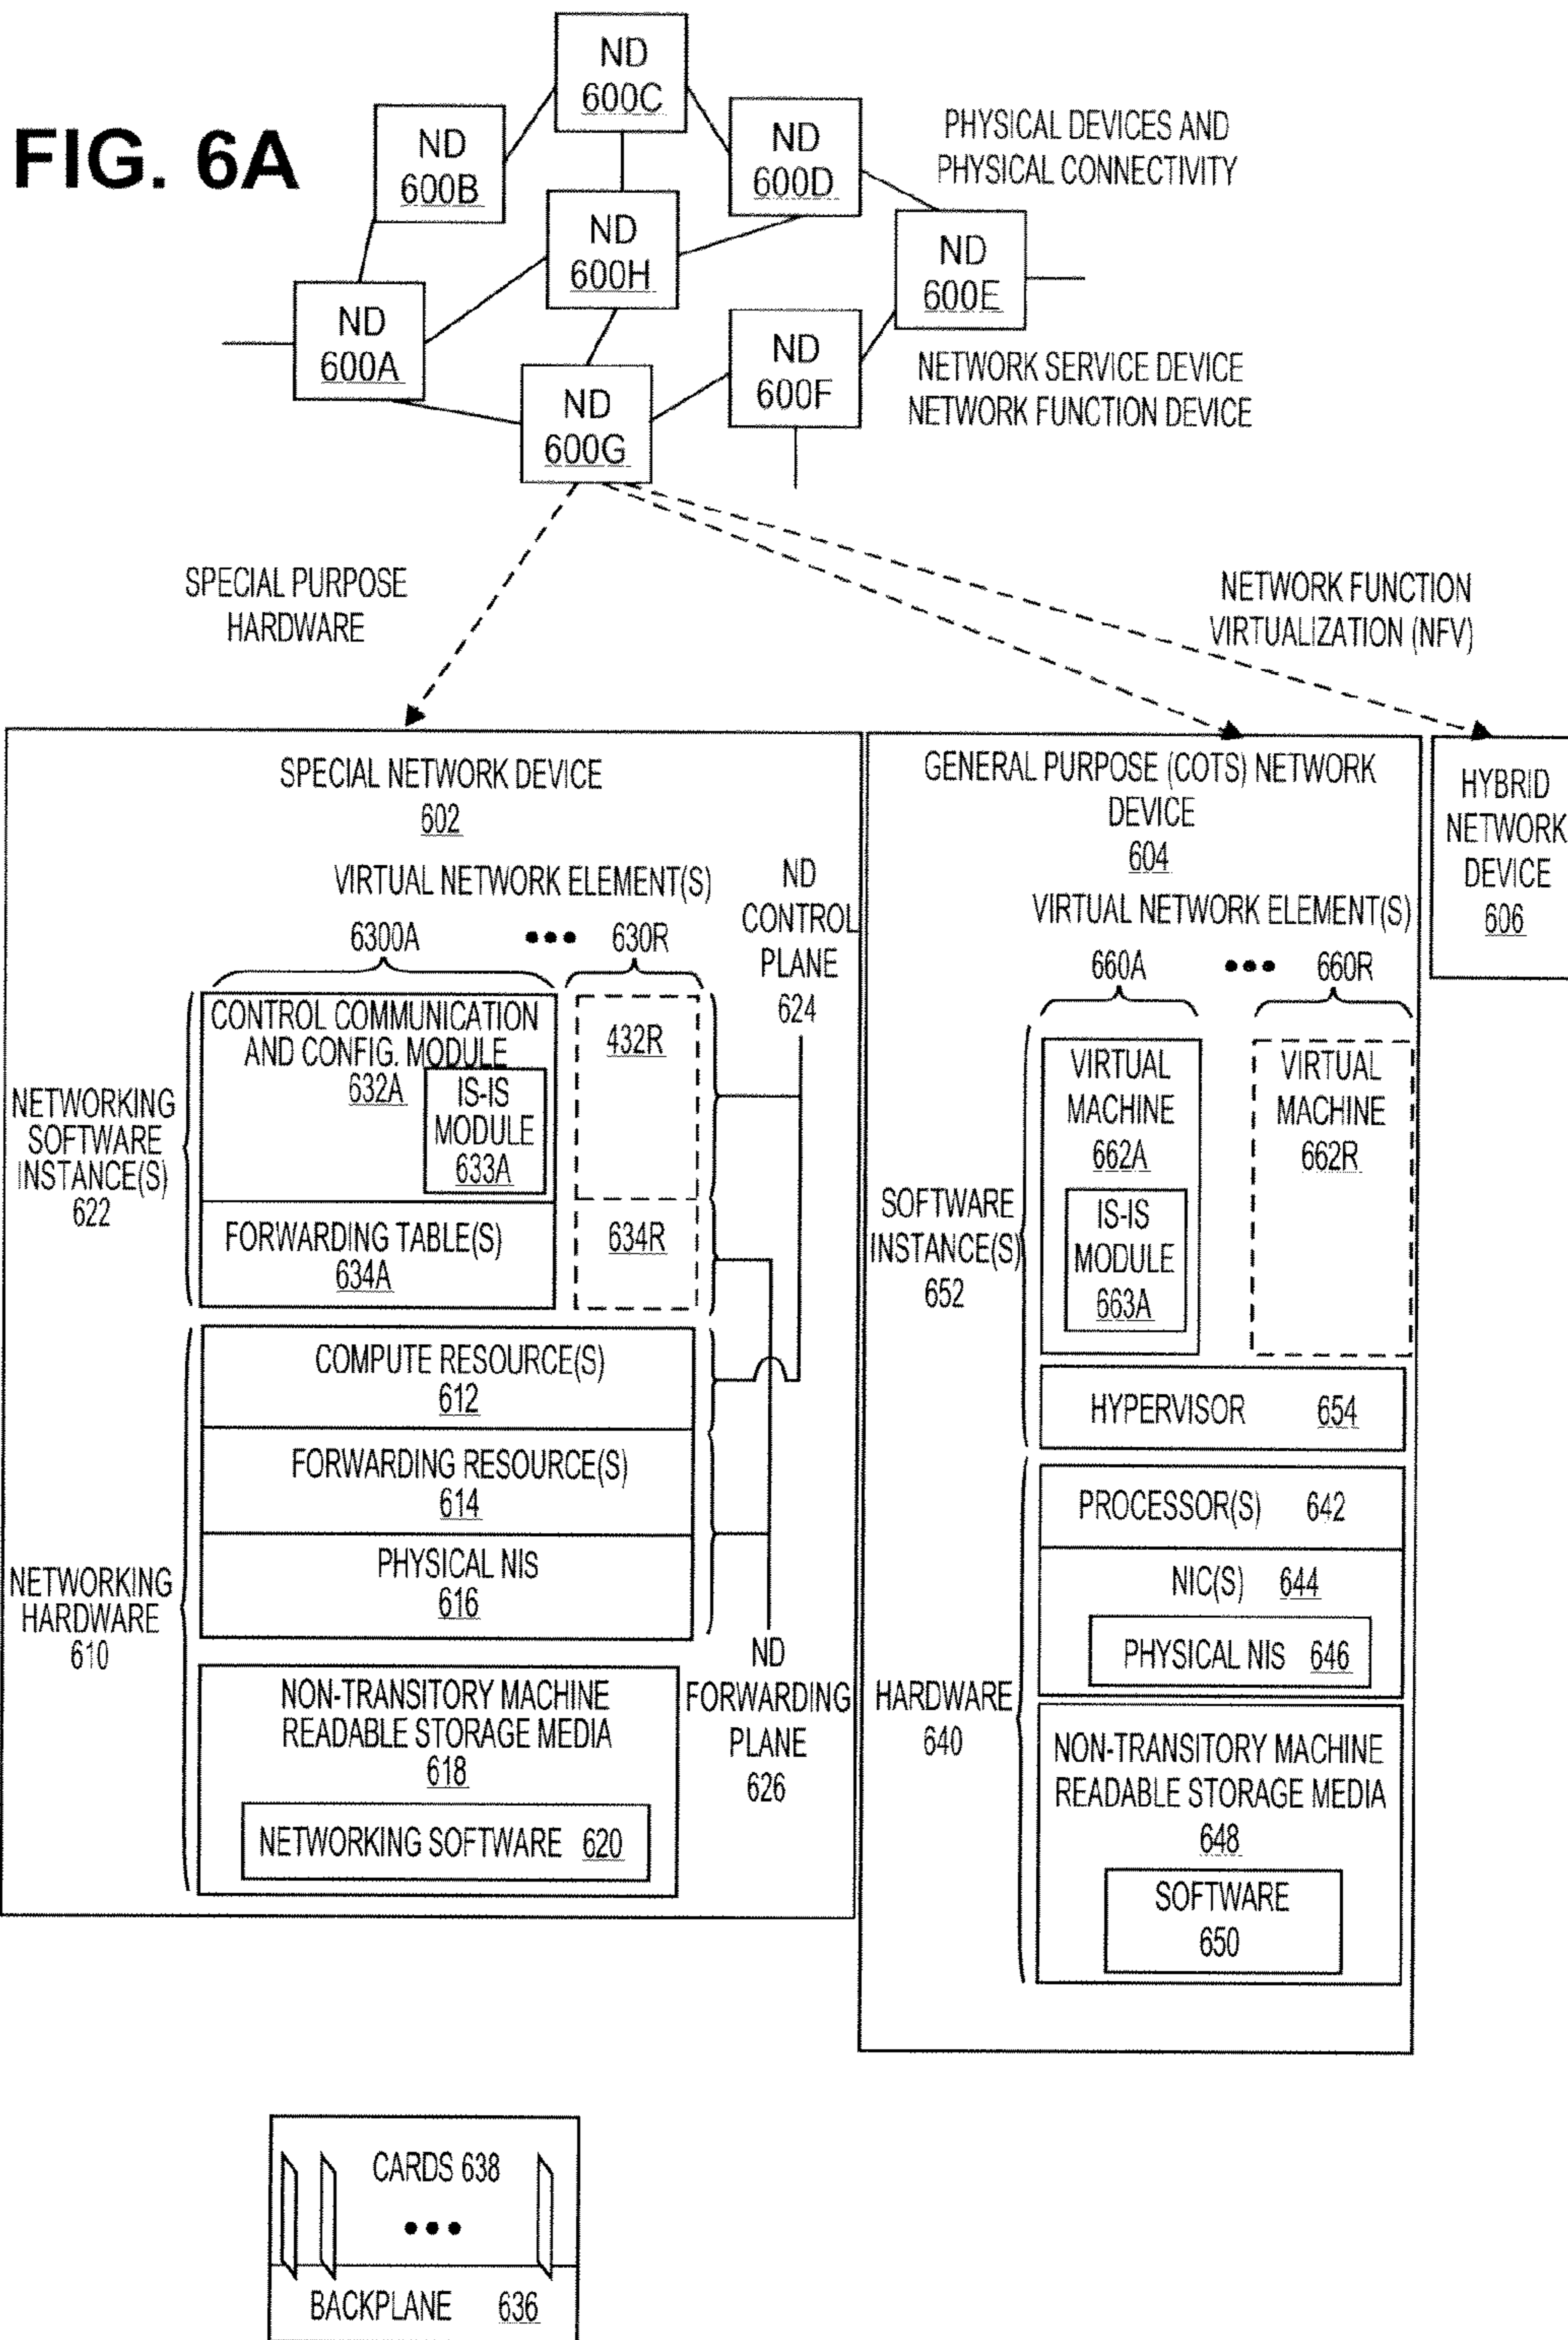 FIG. 6A
ND
600C
ND
600B
ND
600D
PHYSICAL DEVICES AND
PHYSICAL CONNECTIVITY
ND
600H
ND
600E
ND
600A
ND
600F
NETWORK SERVICE DEVICE
NETWORK FUNCTION DEVICE
ND
600G
SPECIAL PURPOSE
HARDWARE
NETWORK FUNCTION
VIRTUALIZATION (NFV)
SPECIAL NETWORK DEVICE
602
VIRTUAL NETWORK ELEMENT(S)
6300A
••• 630R
ND
CONTROL
PLANE
624
CONTROL COMMUNICATION
AND CONFIG. MODULE
632A
IS-IS
MODULE
633A
432R
NETWORKING
SOFTWARE
INSTANCE(S)
622
FORWARDING TABLE(S)
634A
634R
COMPUTE RESOURCE(S)
612
FORWARDING RESOURCE(S)
614
PHYSICAL NIS
616
NETWORKING
HARDWARE
610
NON-TRANSITORY MACHINE
READABLE STORAGE MEDIA
618
NETWORKING SOFTWARE 620
ND
FORWARDING
PLANE
626
GENERAL PURPOSE (COTS) NETWORK
DEVICE
604
VIRTUAL NETWORK ELEMENT(S)
660A ••• 660R
VIRTUAL
MACHINE
662A
IS-IS
MODULE
663A
VIRTUAL
MACHINE
662R
SOFTWARE
INSTANCE(S)
652
HYPERVISOR 654
PROCESSOR(S) 642
NIC(S) 644
PHYSICAL NIS 646
HARDWARE
640
NON-TRANSITORY MACHINE
READABLE STORAGE MEDIA
648
SOFTWARE
650
HYBRID
NETWORK
DEVICE
606
CARDS 638
•••
BACKPLANE 636